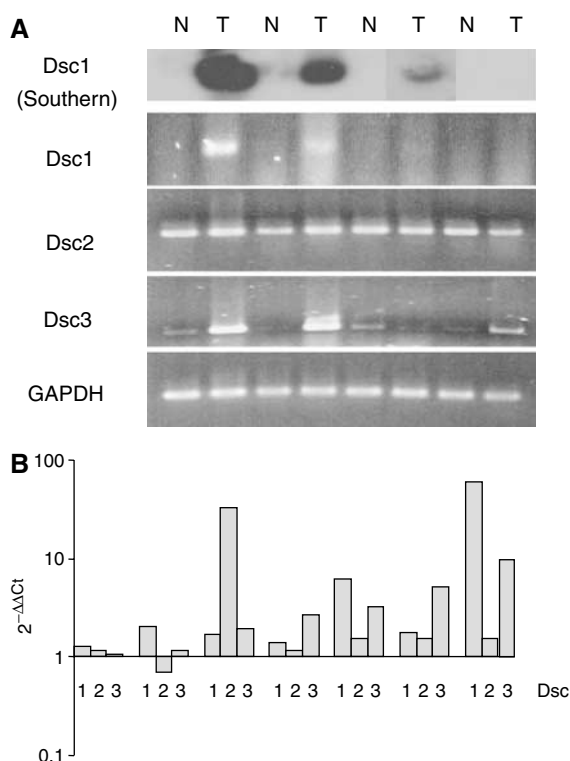 A
N T N T N T N T
Dsc1
(Southern)
Dsc1
Dsc2
Dsc3
GAPDH
B
100
10
1
0.1
2−ΔΔCt
1 2 3 1 2 3 1 2 3 1 2 3 1 2 3 1 2 3 1 2 3 Dsc